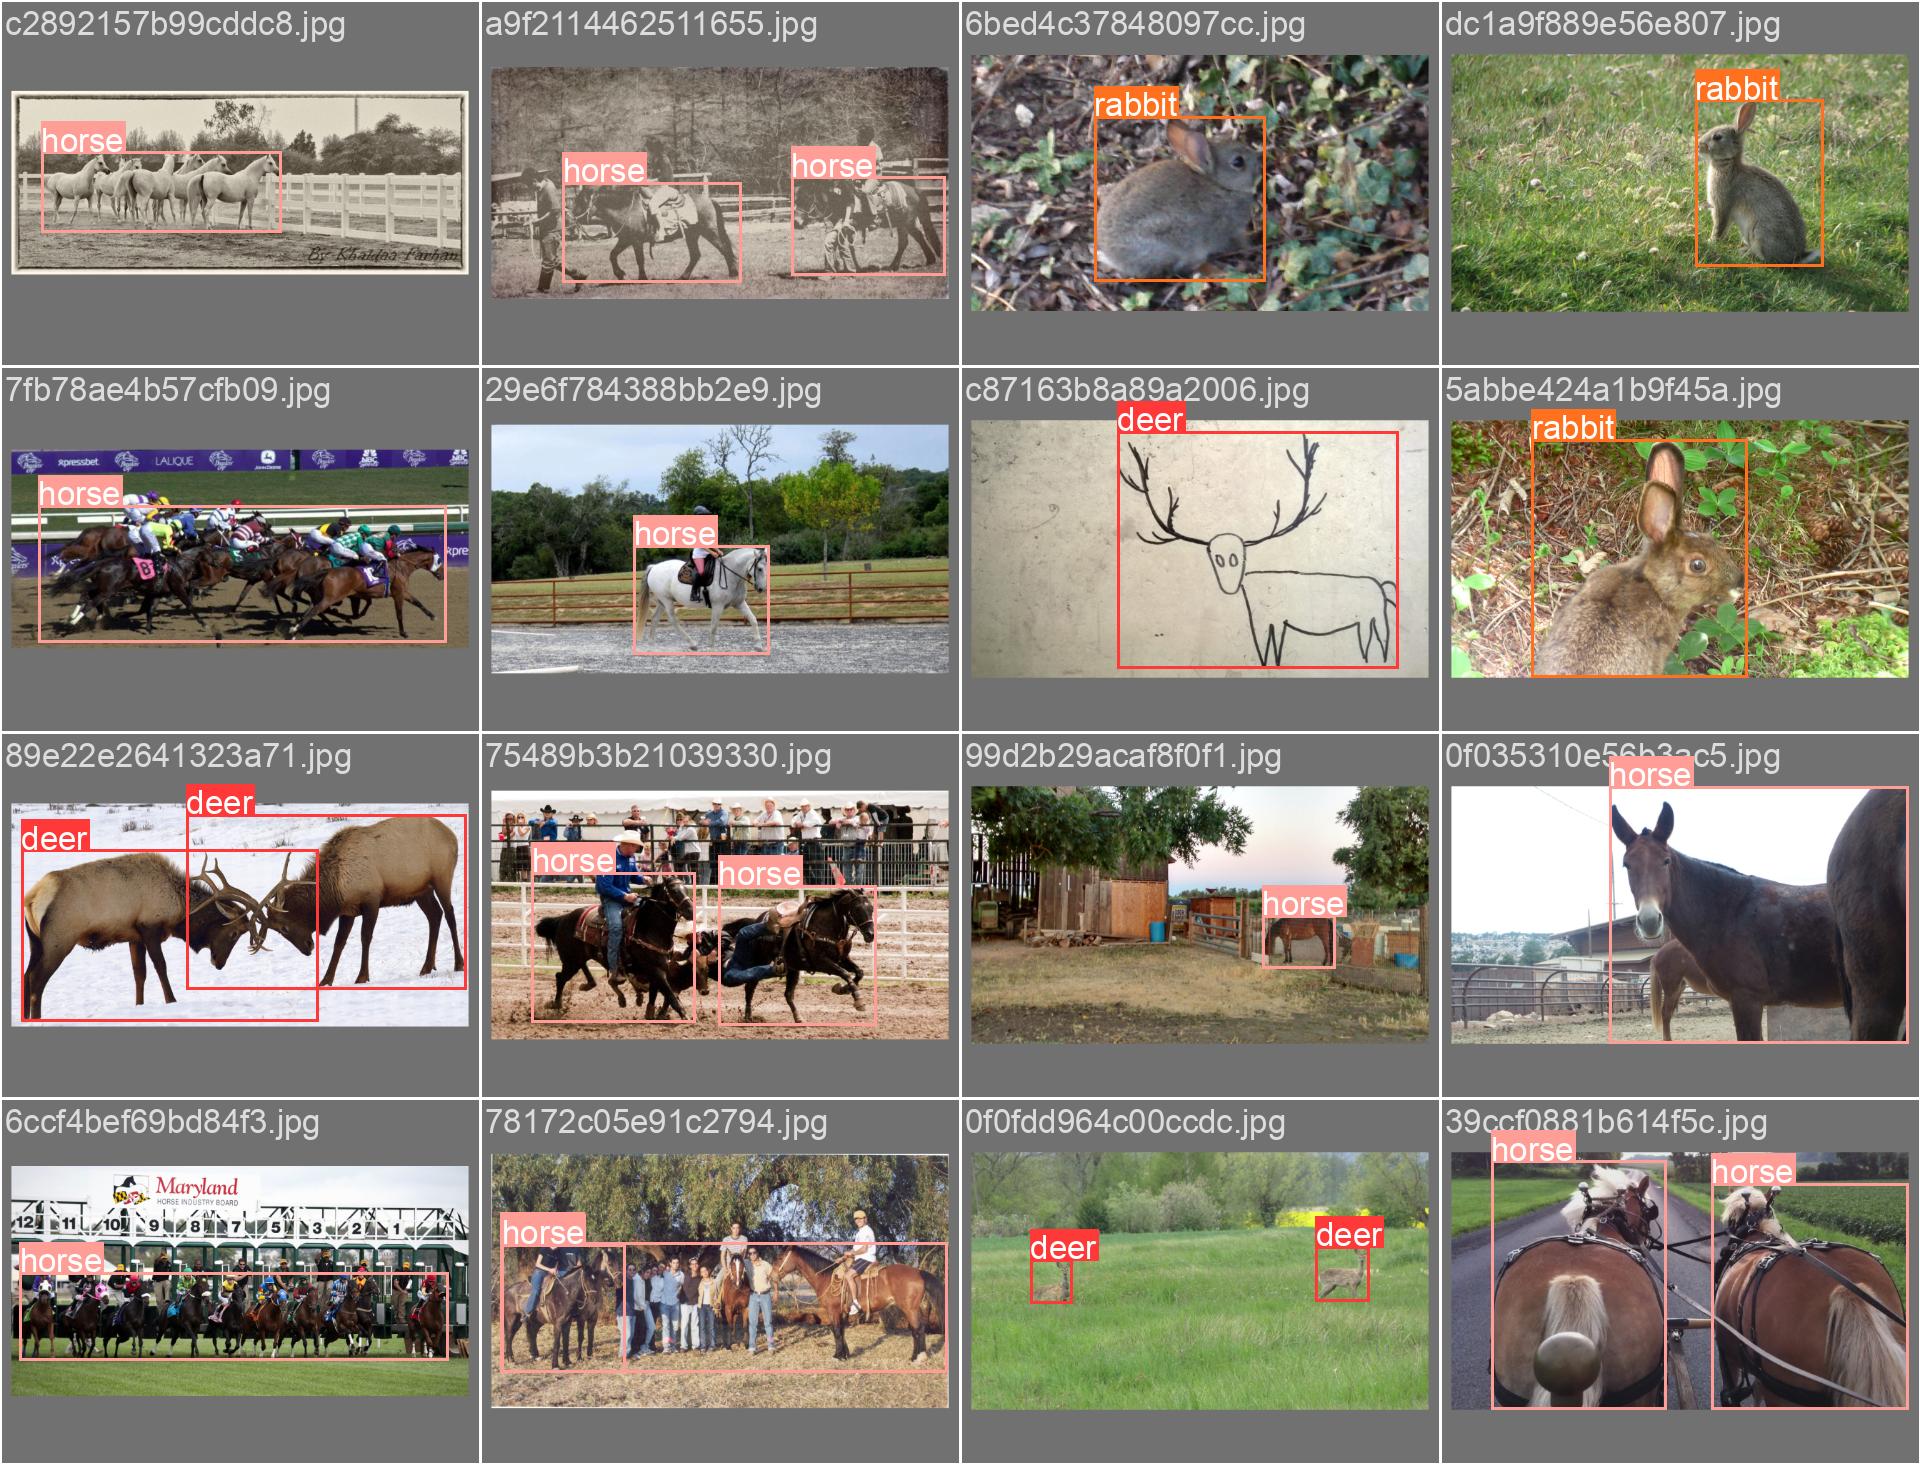 c2892157b99cddc8.jpg
a9f2114462511655.jpg
6bed4c37848097cc.jpg
dc1a9f889e56e807.jpg
horse
horse
horse
rabbit
rabbit
By Khaldaa Farhan
7fb78ae4b57cfb09.jpg
29e6f784388bb2e9.jpg
c87163b8a89a2006.jpg
5abbe424a1b9f45a.jpg
xpressbet.
LALIQUE
horse
8
horse
deer
rabbit
89e22e2641323a71.jpg
75489b3b21039330.jpg
99d2b29acaf8f0f1.jpg
0f035310e56b3ac5.jpg
deer
deer
horse
horse
horse
horse
6ccf4bef69bd84f3.jpg
78172c05e91c2794.jpg
0f0fdd964c00ccdc.jpg
39ccf0881b614f5c.jpg
Maryland
HORSE INDUSTRY BOARD
12 11 10 9 8 7 5 3 2 1
horse
horse
deer
deer
horse
horse